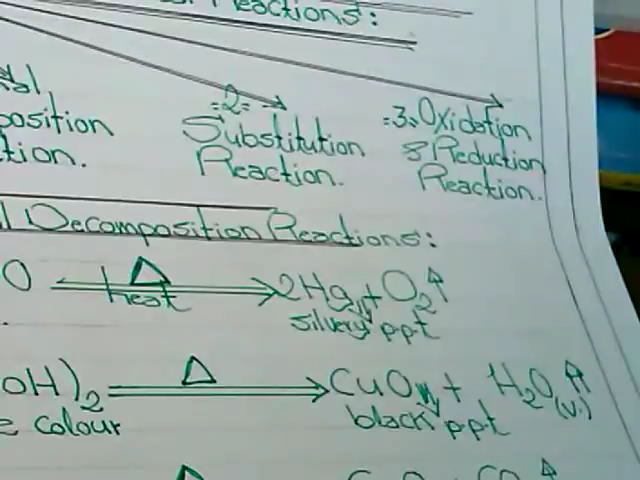 Reactions:
-2-
Substitution
Reaction.
-3- Oxidation
& Reduction
Reaction.
position
tion.
l Decomposition Reactions:
O Δ heat 2Hg↓ + O2↑
silvery ppt
OH)2 Δ CuO↓ + H2O↑(v.)
e colour black ppt
Δ